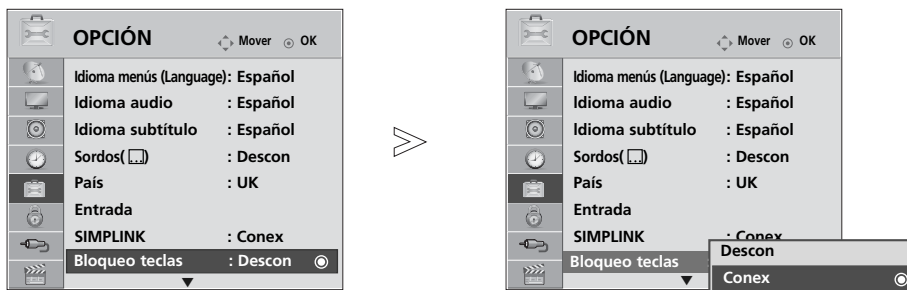 OPCIÓN Mover OK
Idioma menús (Language): Español
Idioma audio : Español
Idioma subtítulo : Español
Sordos( ) : Descon
País : UK
Entrada
SIMPLINK : Conex
Bloqueo teclas : Descon
OPCIÓN Mover OK
Idioma menús (Language): Español
Idioma audio : Español
Idioma subtítulo : Español
Sordos( ) : Descon
País : UK
Entrada
SIMPLINK : Conex
Bloqueo teclas
Descon
Conex